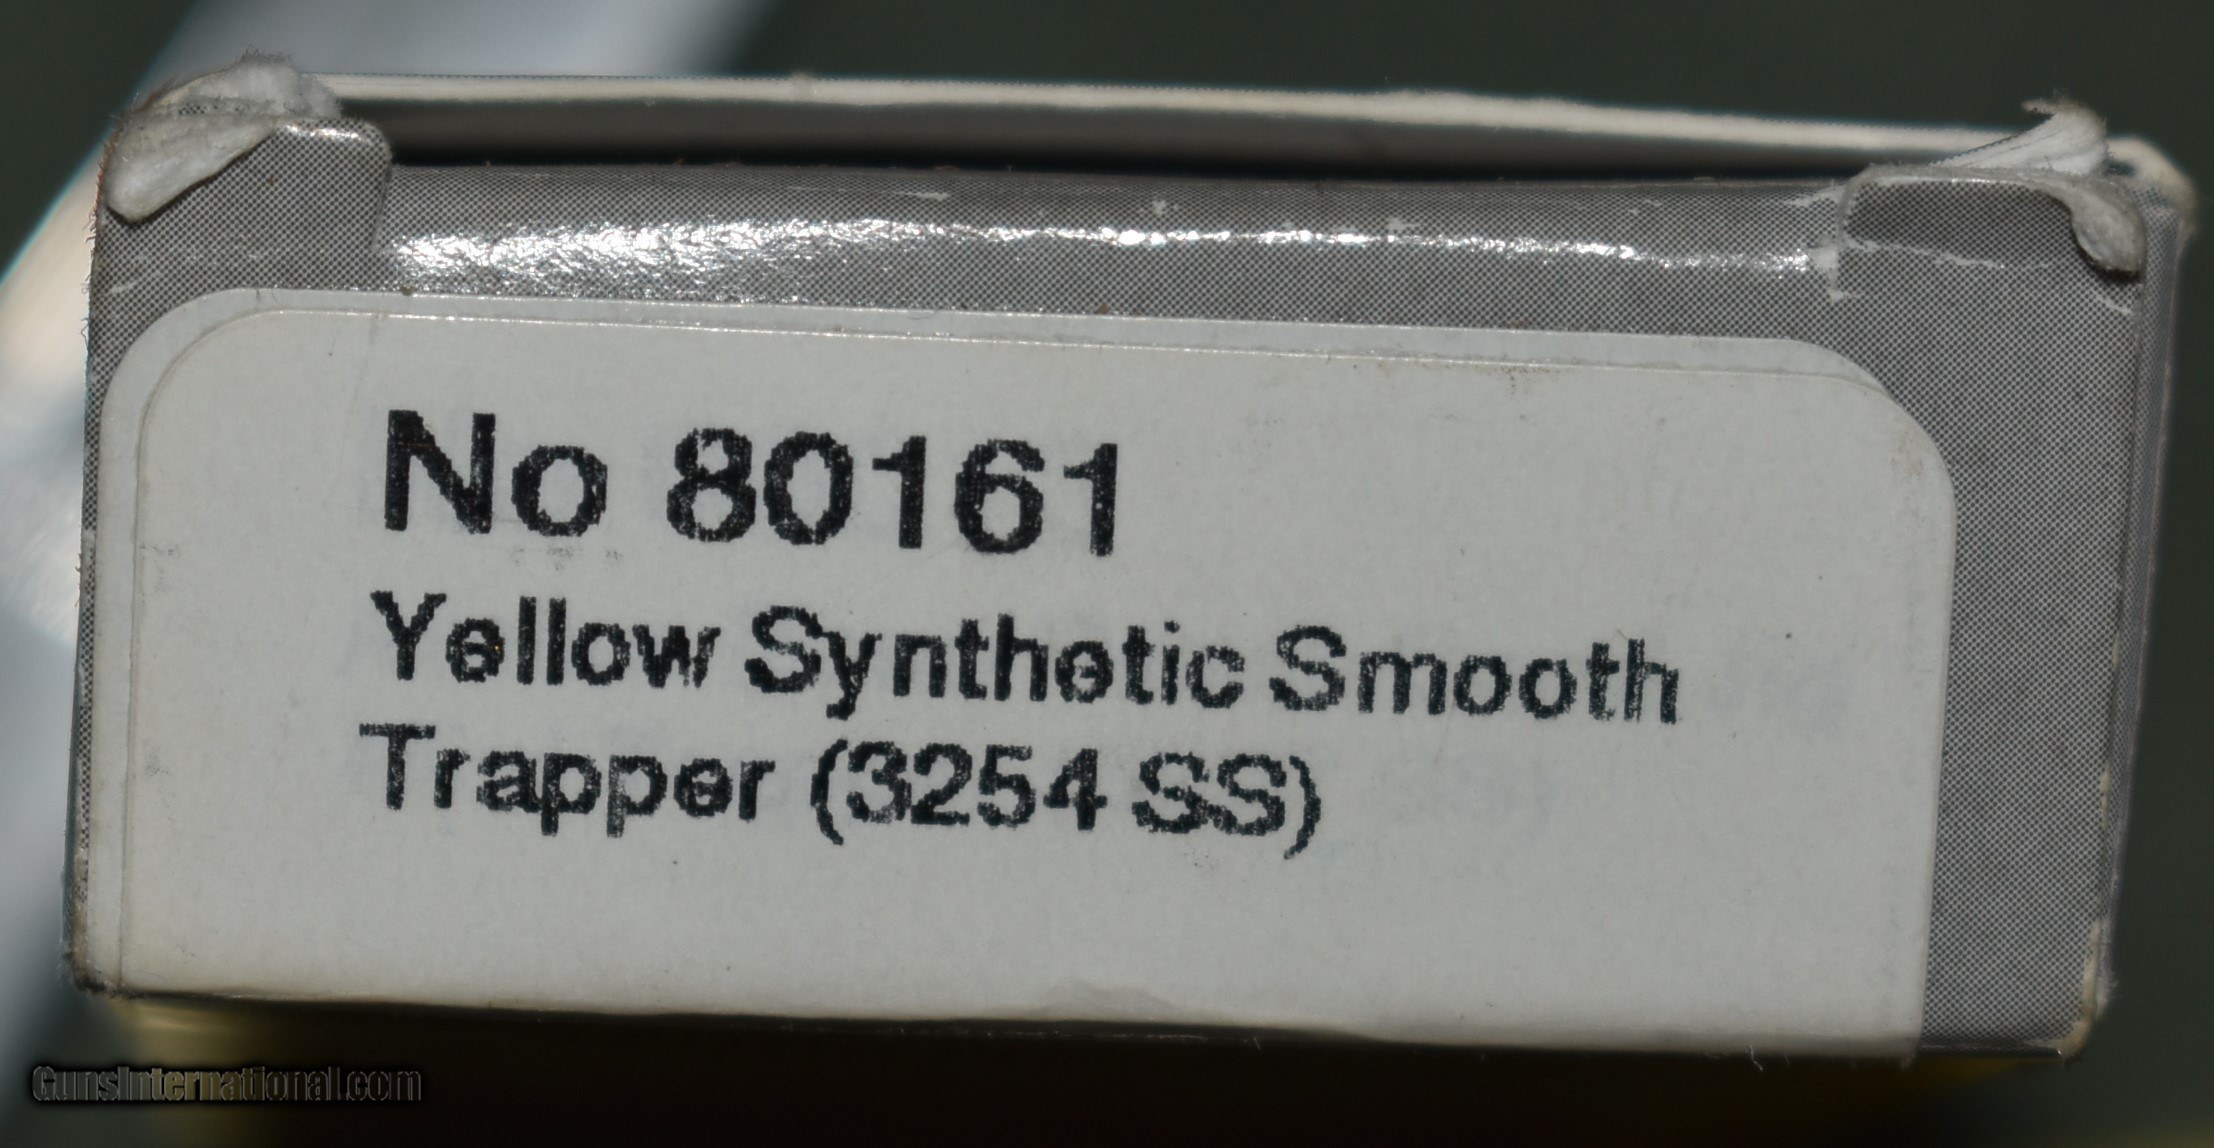 No 80161
Yellow Synthetic Smooth
Trapper (3254 SS)
GunsInternational.com